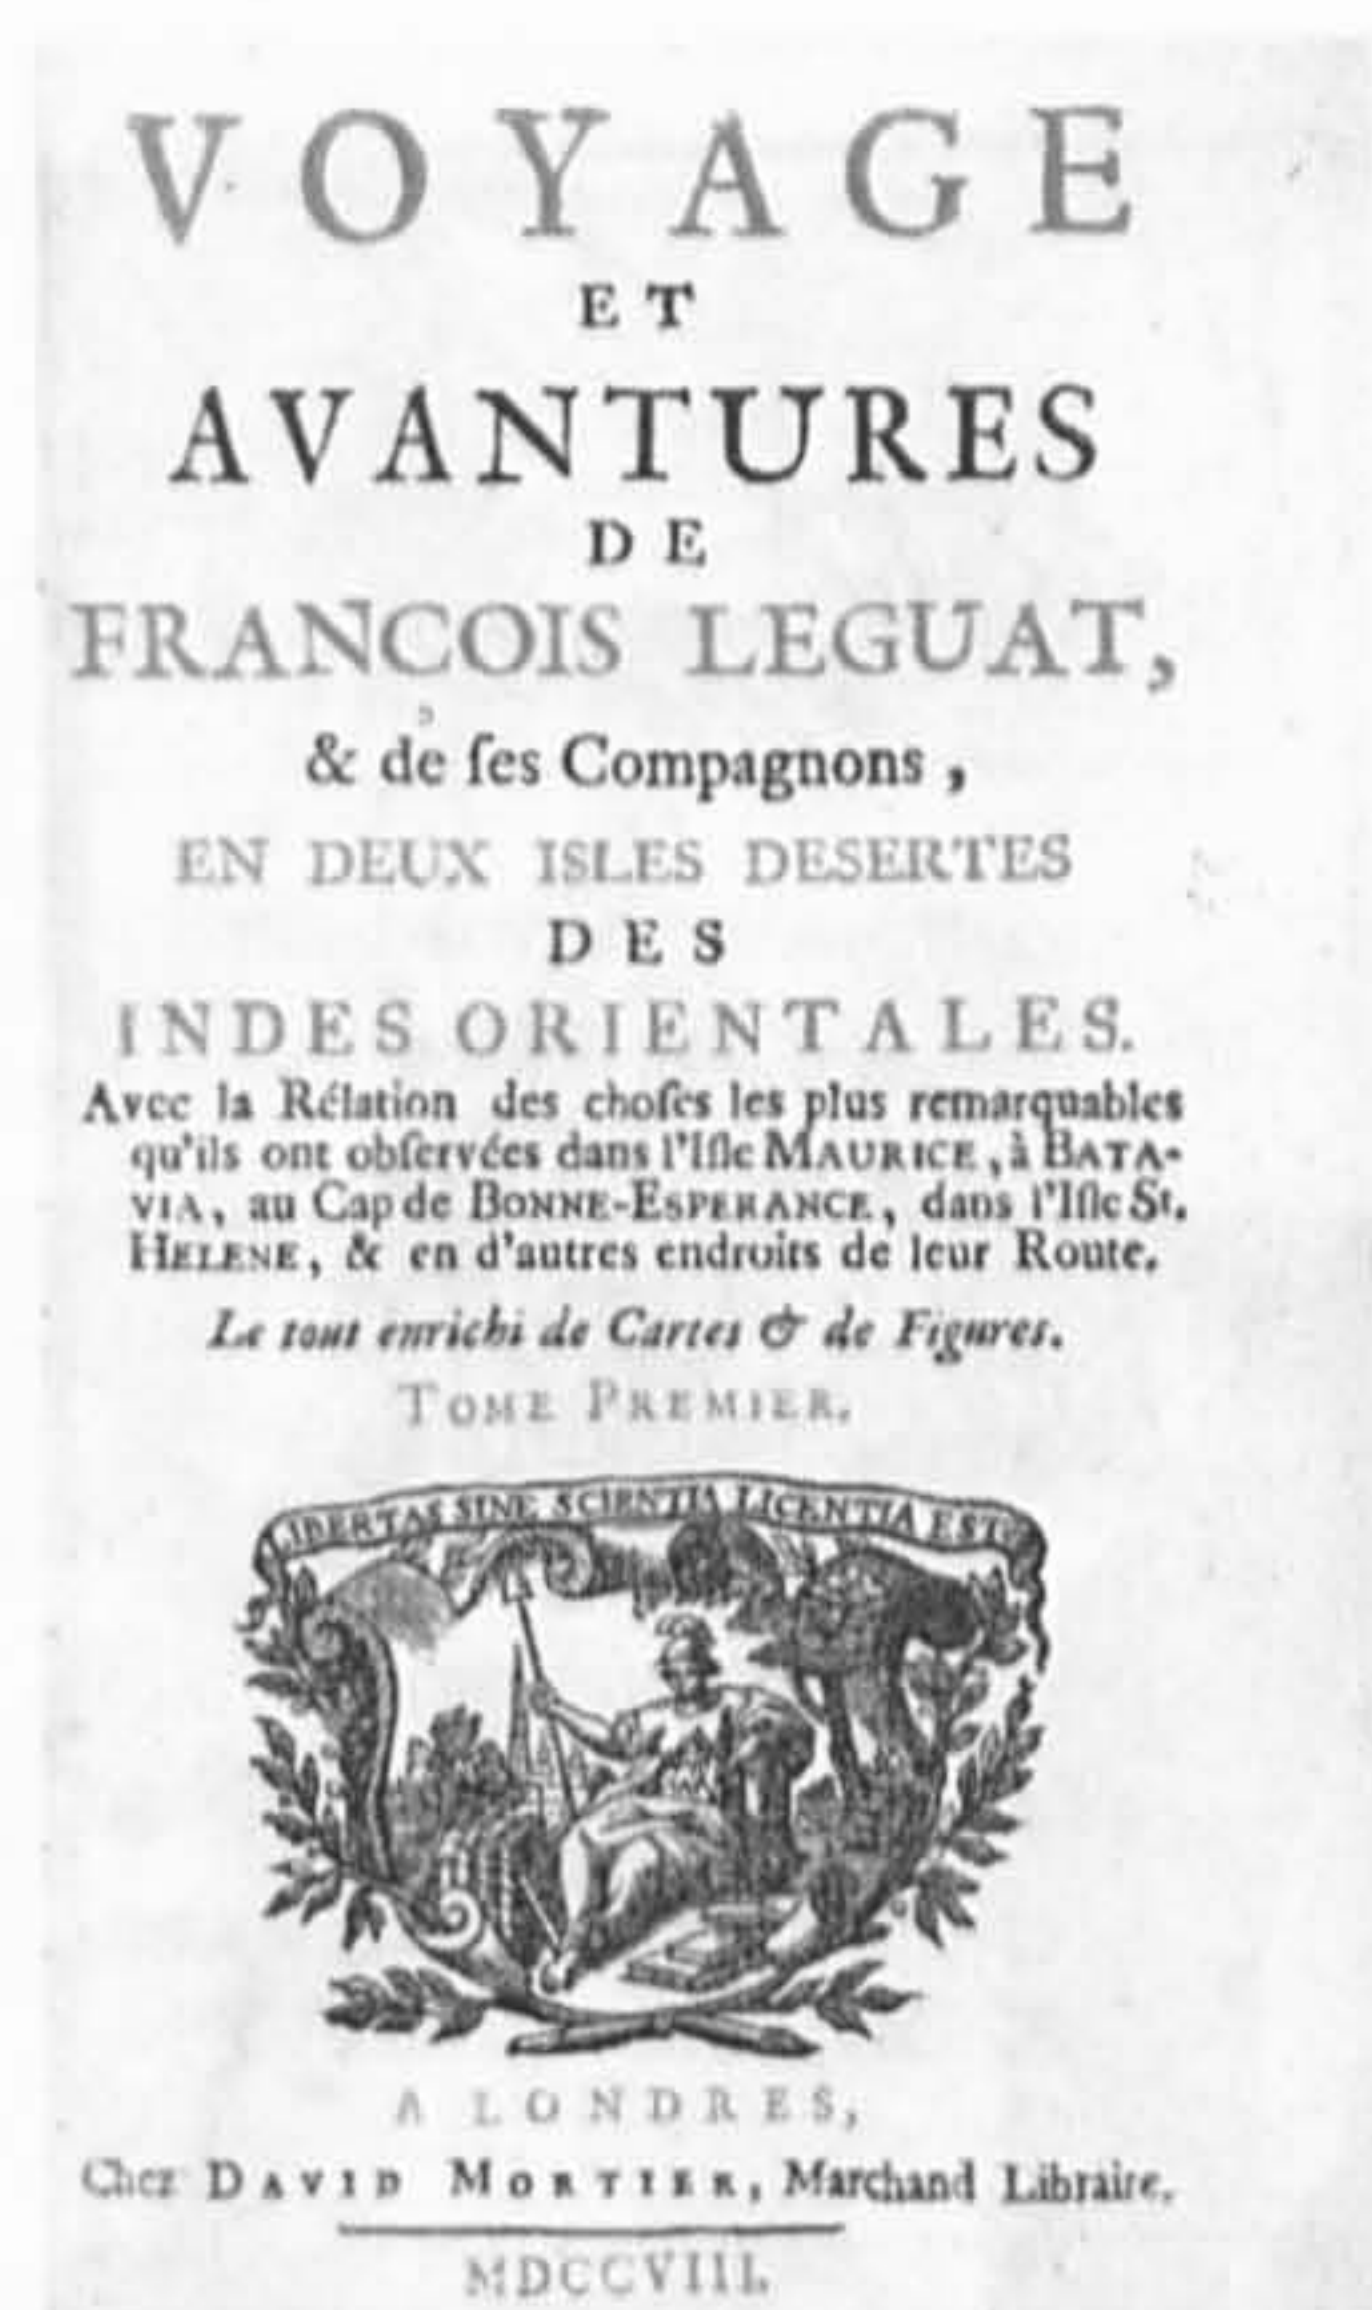 VOYAGE
ET
AVANTURES
DE
FRANÇOIS LEGUAT,
& de ſes Compagnons,
EN DEUX ISLES DESERTES
DES
INDES ORIENTALES.
Avec la Rélation des choſes les plus remarquables
qu'ils ont obſervées dans l'Iſle MAURICE, à BATA-
VIA, au Cap de BONNE-ESPERANCE, dans l'Iſle St.
HELENE, & en d'autres endroits de leur Route.
Le tout enrichi de Cartes & de Figures.
TOME PREMIER.
LIBERTAS SINE SCIENTIA LICENTIA EST
A LONDRES,
Chez DAVID MORTIER, Marchand Libraire.
MDCCVIII.